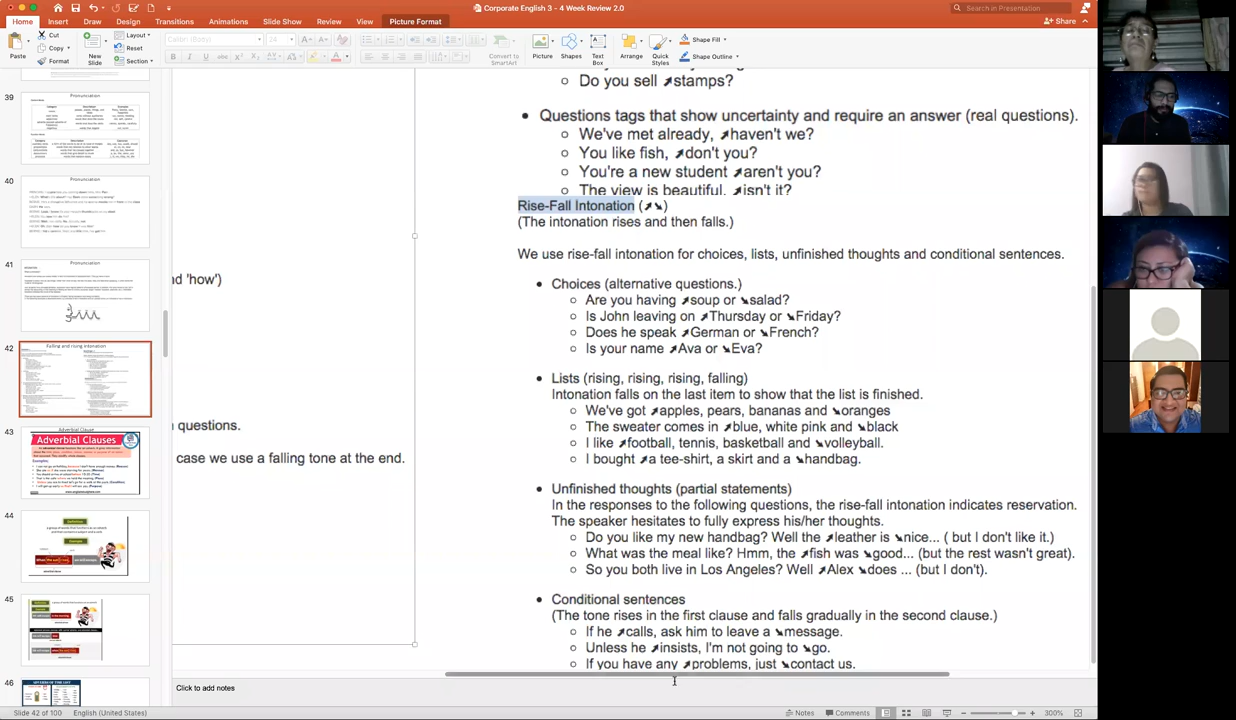 Corporate English 3 - 4 Week Review 2.0
Search in Presentation
Home Insert Draw Design Transitions Animations Slide Show Review View Picture Format
Share
Paste
Cut
Copy
Format
New Slide
Layout
Reset
Section
Convert to SmartArt
Picture
Shapes
Text Box
Arrange
Quick Styles
Shape Fill
Shape Outline
39
Pronunciation
40
Pronunciation
41
Pronunciation
42
Falling and rising intonation
43
Adverbial Clause
Adverbial Clauses
Examples:
44
Definition
Example
45
46
d 'how')
questions.
case we use a falling tone at the end.
Do you sell ➚stamps?
Questions tags that show uncertainty and require an answer (real questions).
We've met already, ➚haven't we?
You like fish, ➚don't you?
You're a new student ➚aren't you?
The view is beautiful, ➚isn't it?
Rise-Fall Intonation (➚➘)
(The intonation rises and then falls.)
We use rise-fall intonation for choices, lists, unfinished thoughts and conditional sentences.
Choices (alternative questions.)
Are you having ➚soup or ➘salad?
Is John leaving on ➚Thursday or ➘Friday?
Does he speak ➚German or ➘French?
Is your name ➚Ava or ➘Eva?
Lists (rising, rising, rising, falling)
Intonation falls on the last item to show that the list is finished.
We've got ➚apples, pears, bananas and ➘oranges
The sweater comes in ➚blue, white pink and ➘black
I like ➚football, tennis, basketball and ➘volleyball.
I bought ➚a tee-shirt, a skirt and a ➘handbag.
Unfinished thoughts (partial statements)
In the responses to the following questions, the rise-fall intonation indicates reservation.
The speaker hesitates to fully express his/her thoughts.
Do you like my new handbag? Well the ➚leather is ➘nice... ( but I don't like it.)
What was the meal like? Hmm, the ➚fish was ➘good... (but the rest wasn't great).
So you both live in Los Angeles? Well ➚Alex ➘does ... (but I don't).
Conditional sentences
(The tone rises in the first clause and falls gradually in the second clause.)
If he ➚calls, ask him to leave a ➘message.
Unless he ➚insists, I'm not going to ➘go.
If you have any ➚problems, just ➘contact us.
Click to add notes
Slide 42 of 100 English (United States)
Notes Comments 300%